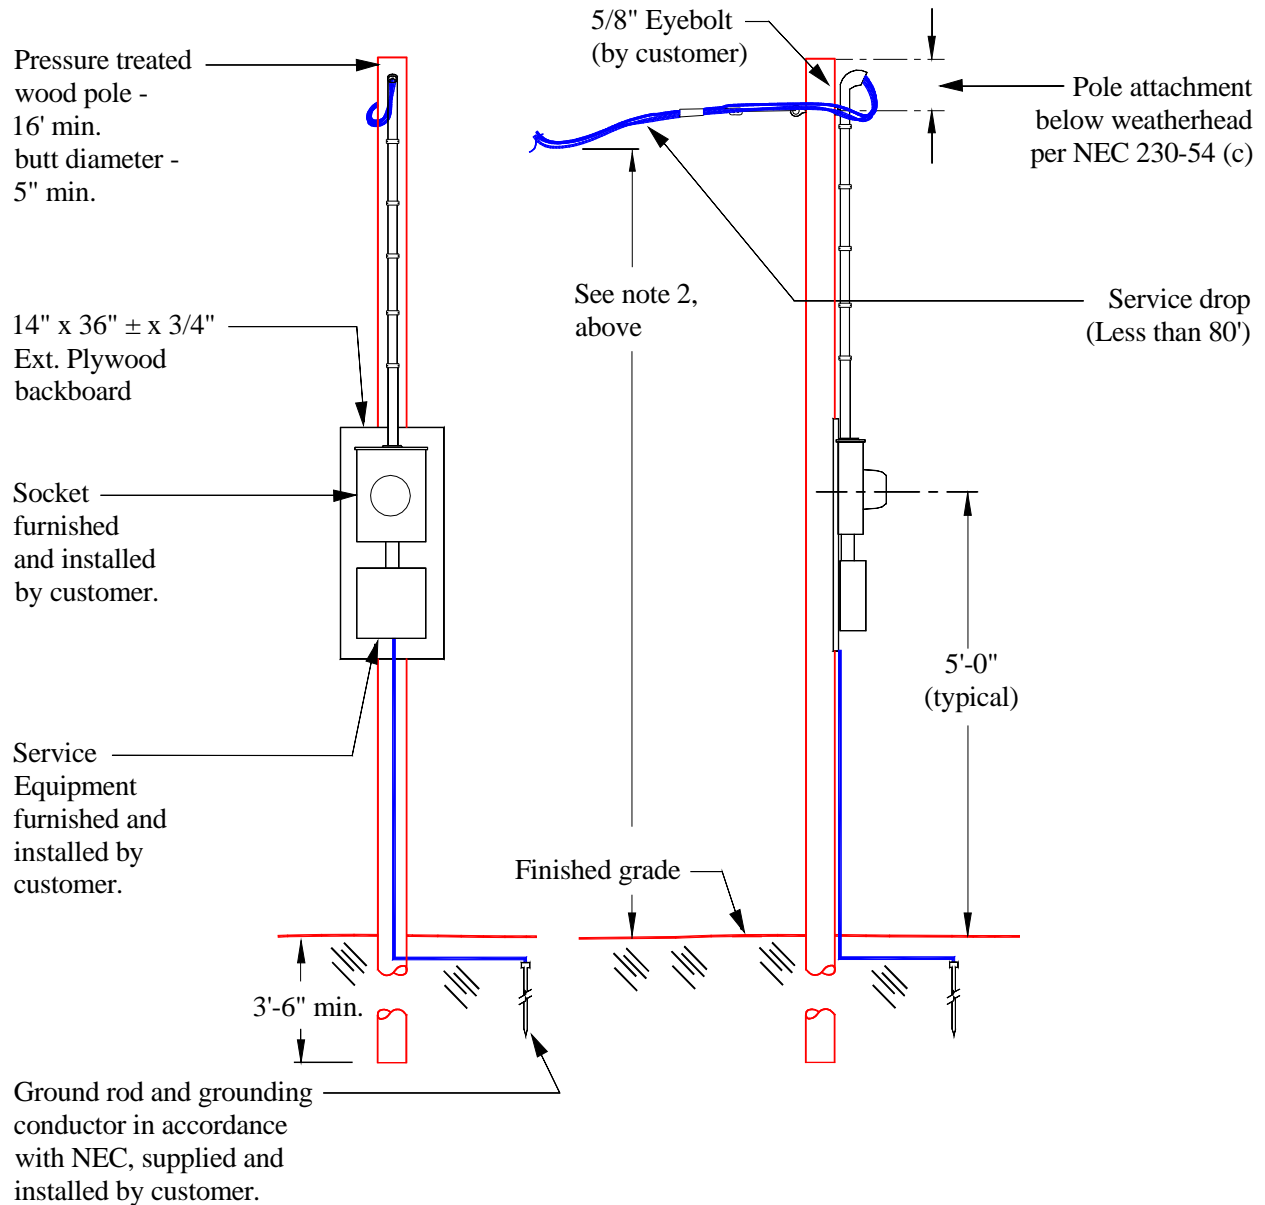 Pressure treated
wood pole -
16' min.
butt diameter -
5" min.
5/8" Eyebolt
(by customer)
Pole attachment
below weatherhead
per NEC 230-54 (c)
See note 2,
above
Service drop
(Less than 80')
14" x 36" ± x 3/4"
Ext. Plywood
backboard
Socket
furnished
and installed
by customer.
5'-0"
(typical)
Service
Equipment
furnished and
installed by
customer.
Finished grade
3'-6" min.
Ground rod and grounding
conductor in accordance
with NEC, supplied and
installed by customer.